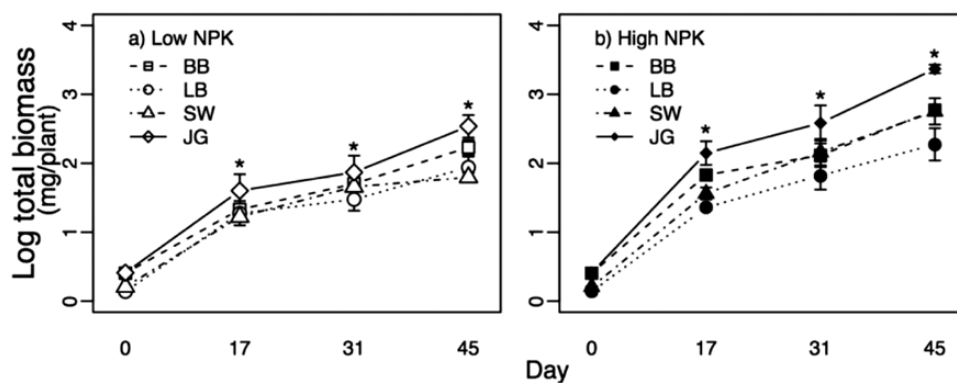 Log total biomass
(mg/plant)
4
3
2
1
0
a) Low NPK
BB
LB
SW
JG
*
*
*
0
17
31
45
4
3
2
1
0
b) High NPK
BB
LB
SW
JG
*
*
*
0
17
31
45
Day